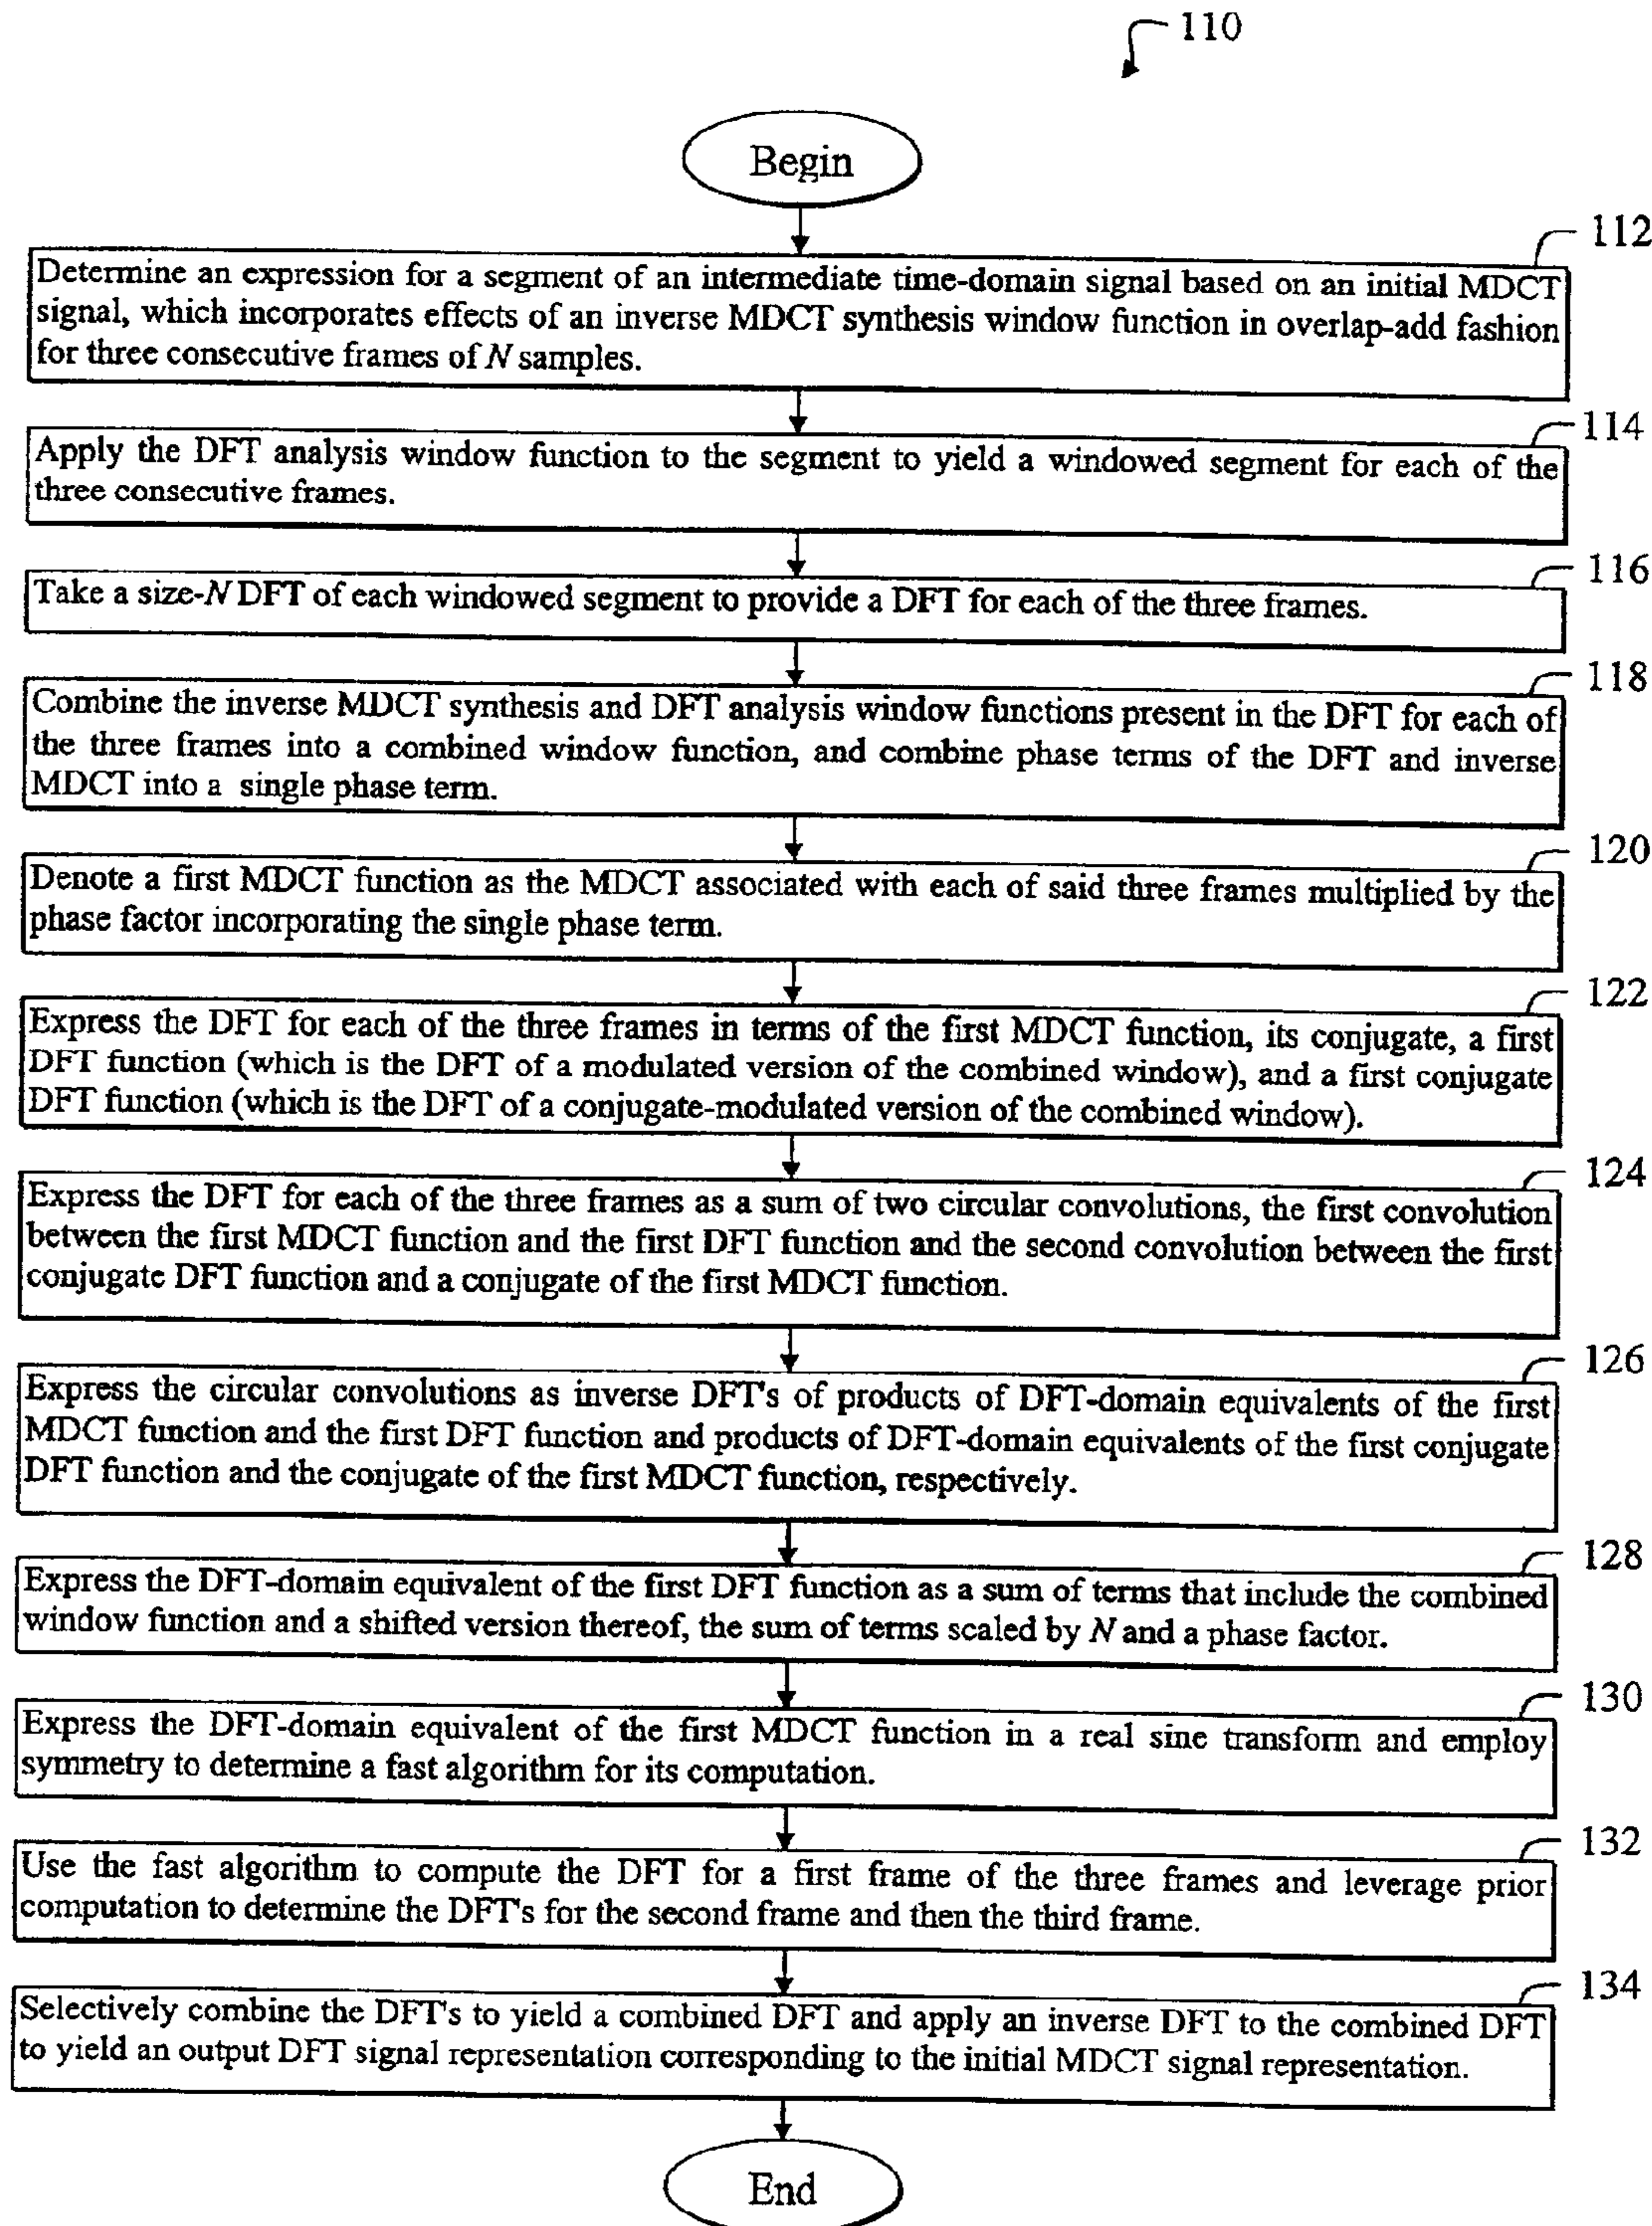 110
Begin
112
Determine an expression for a segment of an intermediate time-domain signal based on an initial MDCT
signal, which incorporates effects of an inverse MDCT synthesis window function in overlap-add fashion
for three consecutive frames of N samples.
114
Apply the DFT analysis window function to the segment to yield a windowed segment for each of the
three consecutive frames.
116
Take a size-N DFT of each windowed segment to provide a DFT for each of the three frames.
118
Combine the inverse MDCT synthesis and DFT analysis window functions present in the DFT for each of
the three frames into a combined window function, and combine phase terms of the DFT and inverse
MDCT into a single phase term.
120
Denote a first MDCT function as the MDCT associated with each of said three frames multiplied by the
phase factor incorporating the single phase term.
122
Express the DFT for each of the three frames in terms of the first MDCT function, its conjugate, a first
DFT function (which is the DFT of a modulated version of the combined window), and a first conjugate
DFT function (which is the DFT of a conjugate-modulated version of the combined window).
124
Express the DFT for each of the three frames as a sum of two circular convolutions, the first convolution
between the first MDCT function and the first DFT function and the second convolution between the first
conjugate DFT function and a conjugate of the first MDCT function.
126
Express the circular convolutions as inverse DFT's of products of DFT-domain equivalents of the first
MDCT function and the first DFT function and products of DFT-domain equivalents of the first conjugate
DFT function and the conjugate of the first MDCT function, respectively.
128
Express the DFT-domain equivalent of the first DFT function as a sum of terms that include the combined
window function and a shifted version thereof, the sum of terms scaled by N and a phase factor.
130
Express the DFT-domain equivalent of the first MDCT function in a real sine transform and employ
symmetry to determine a fast algorithm for its computation.
132
Use the fast algorithm to compute the DFT for a first frame of the three frames and leverage prior
computation to determine the DFT's for the second frame and then the third frame.
134
Selectively combine the DFT's to yield a combined DFT and apply an inverse DFT to the combined DFT
to yield an output DFT signal representation corresponding to the initial MDCT signal representation.
End